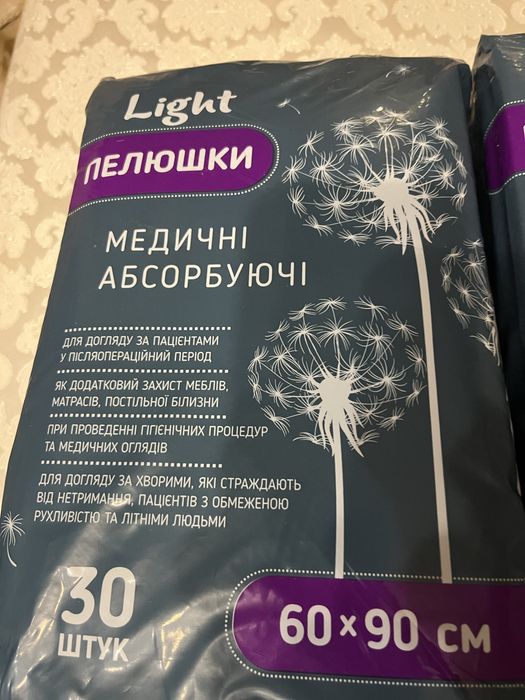 Light
ПЕЛЮШКИ
МЕДИЧНІ
АБСОРБУЮЧІ
ДЛЯ ДОГЛЯДУ ЗА ПАЦІЄНТАМИ
У ПІСЛЯОПЕРАЦІЙНИЙ ПЕРІОД
ЯК ДОДАТКОВИЙ ЗАХИСТ МЕБЛІВ,
МАТРАСІВ, ПОСТІЛЬНОЇ БІЛИЗНИ
ПРИ ПРОВЕДЕННІ ГІГІЄНІЧНИХ ПРОЦЕДУР
ТА МЕДИЧНИХ ОГЛЯДІВ
ДЛЯ ДОГЛЯДУ ЗА ХВОРИМИ, ЯКІ СТРАЖДАЮТЬ
ВІД НЕТРИМАННЯ, ПАЦІЄНТІВ З ОБМЕЖЕНОЮ
РУХЛИВІСТЮ ТА ЛІТНІМИ ЛЮДЬМИ
30
ШТУК
60×90 СМ